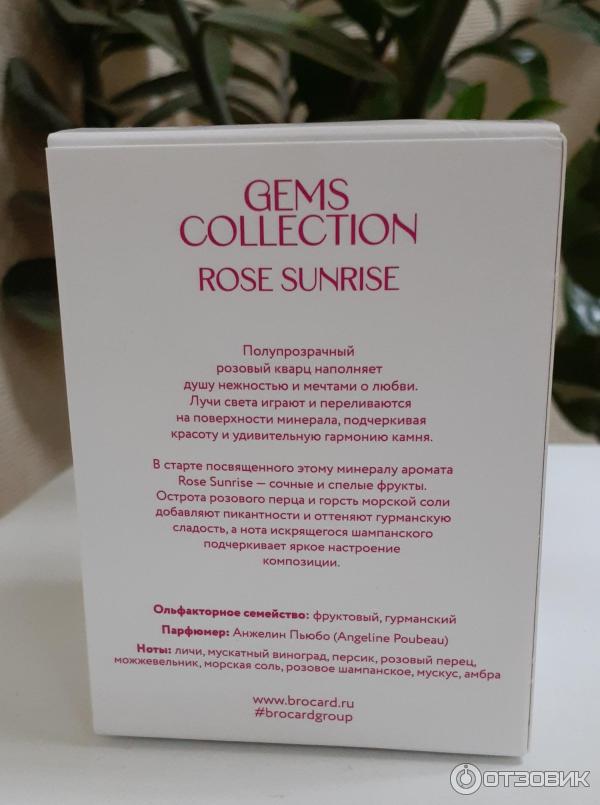 GEMS
COLLECTION
ROSE SUNRISE
Полупрозрачный
розовый кварц наполняет
душу нежностью и мечтами о любви.
Лучи света играют и переливаются
на поверхности минерала, подчеркивая
красоту и удивительную гармонию камня.
В старте посвященного этому минералу аромата
Rose Sunrise — сочные и спелые фрукты.
Острота розового перца и горсть морской соли
добавляют пикантности и оттеняют гурманскую
сладость, а нота искрящегося шампанского
подчеркивает яркое настроение
композиции.
Ольфакторное семейство: фруктовый, гурманский
Парфюмер: Анжелин Пьюбо (Angeline Poubeau)
Ноты: личи, мускатный виноград, персик, розовый перец,
можжевельник, морская соль, розовое шампанское, мускус, амбра
www.brocard.ru
#brocardgroup
ОТЗОВИК